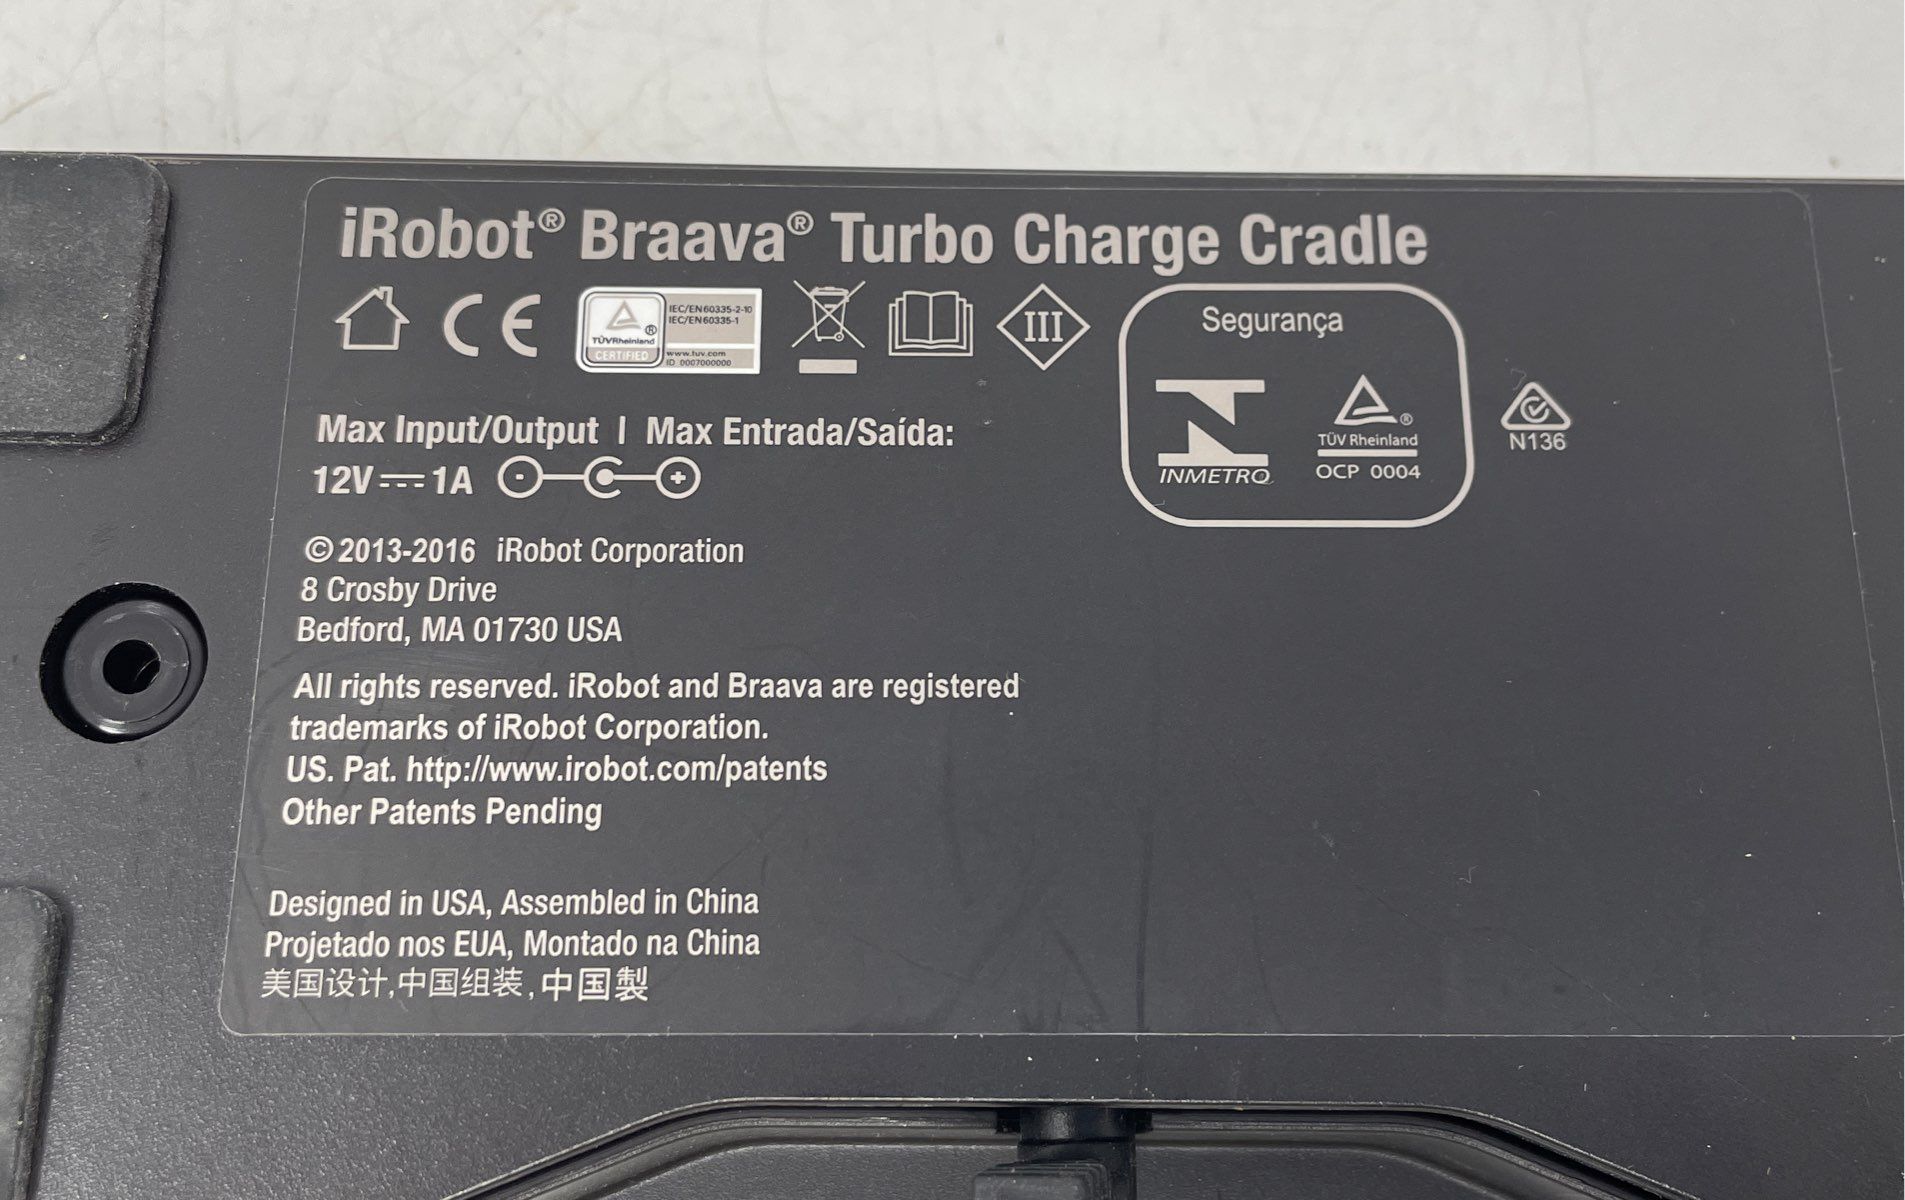 iRobot® Braava® Turbo Charge Cradle
CE
TÜVRheinland
CERTIFIED
IEC/EN60335-2-10
IEC/EN60335-1
www.tuv.com
ID 0007000000
III
Segurança
INMETRO
TÜV Rheinland
OCP 0004
N136
Max Input/Output | Max Entrada/Saída:
12V ⎓ 1A
© 2013-2016 iRobot Corporation
8 Crosby Drive
Bedford, MA 01730 USA
All rights reserved. iRobot and Braava are registered
trademarks of iRobot Corporation.
US. Pat. http://www.irobot.com/patents
Other Patents Pending
Designed in USA, Assembled in China
Projetado nos EUA, Montado na China
美国设计,中国组装,中国製